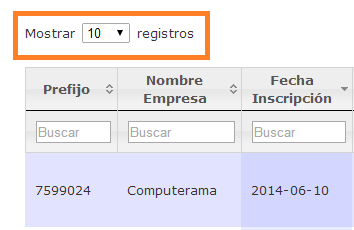 Mostrar 10 registros
Prefijo Nombre Empresa Fecha Inscripción
Buscar Buscar Buscar
7599024 Computerama 2014-06-10